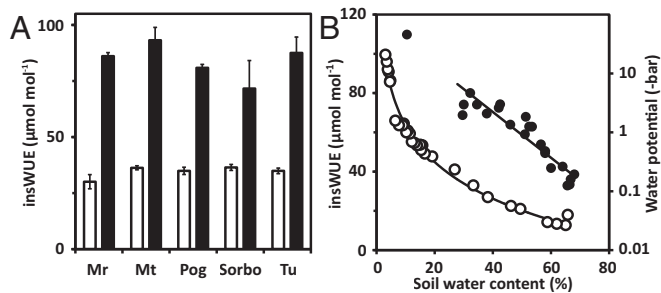 A
insWUE (μmol mol⁻¹)
100
50
0
Mr Mt Pog Sorbo Tu
B
insWUE (μmol mol⁻¹)
120
80
40
0
0 20 40 60 80
Soil water content (%)
10
1
0.1
0.01
Water potential (-bar)